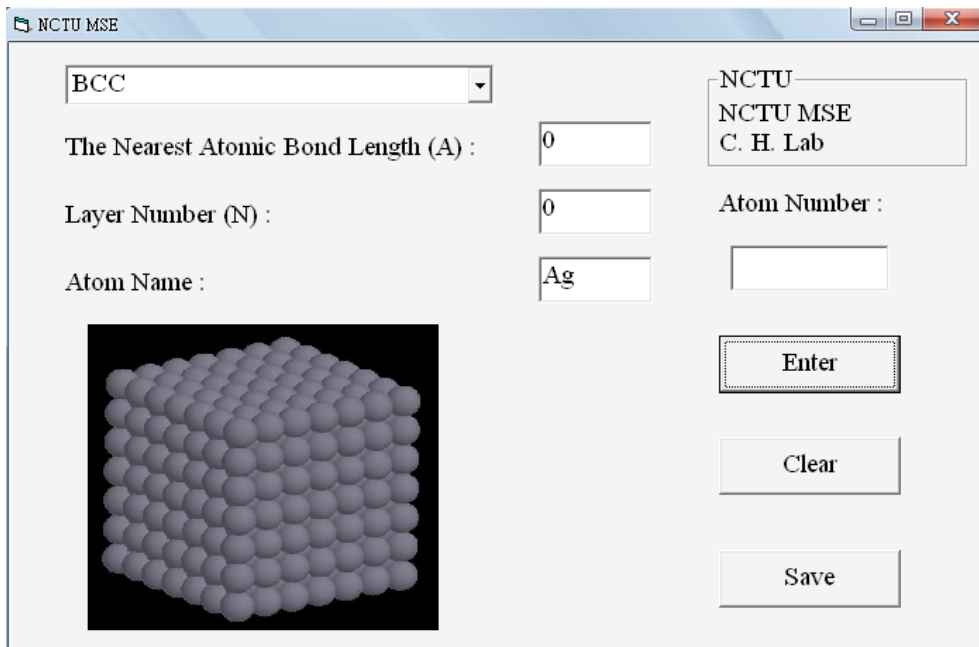 NCTU MSE
BCC
NCTU
NCTU MSE
C. H. Lab
The Nearest Atomic Bond Length (A) :
0
Layer Number (N) :
0
Atom Number :
Atom Name :
Ag
Enter
Clear
Save